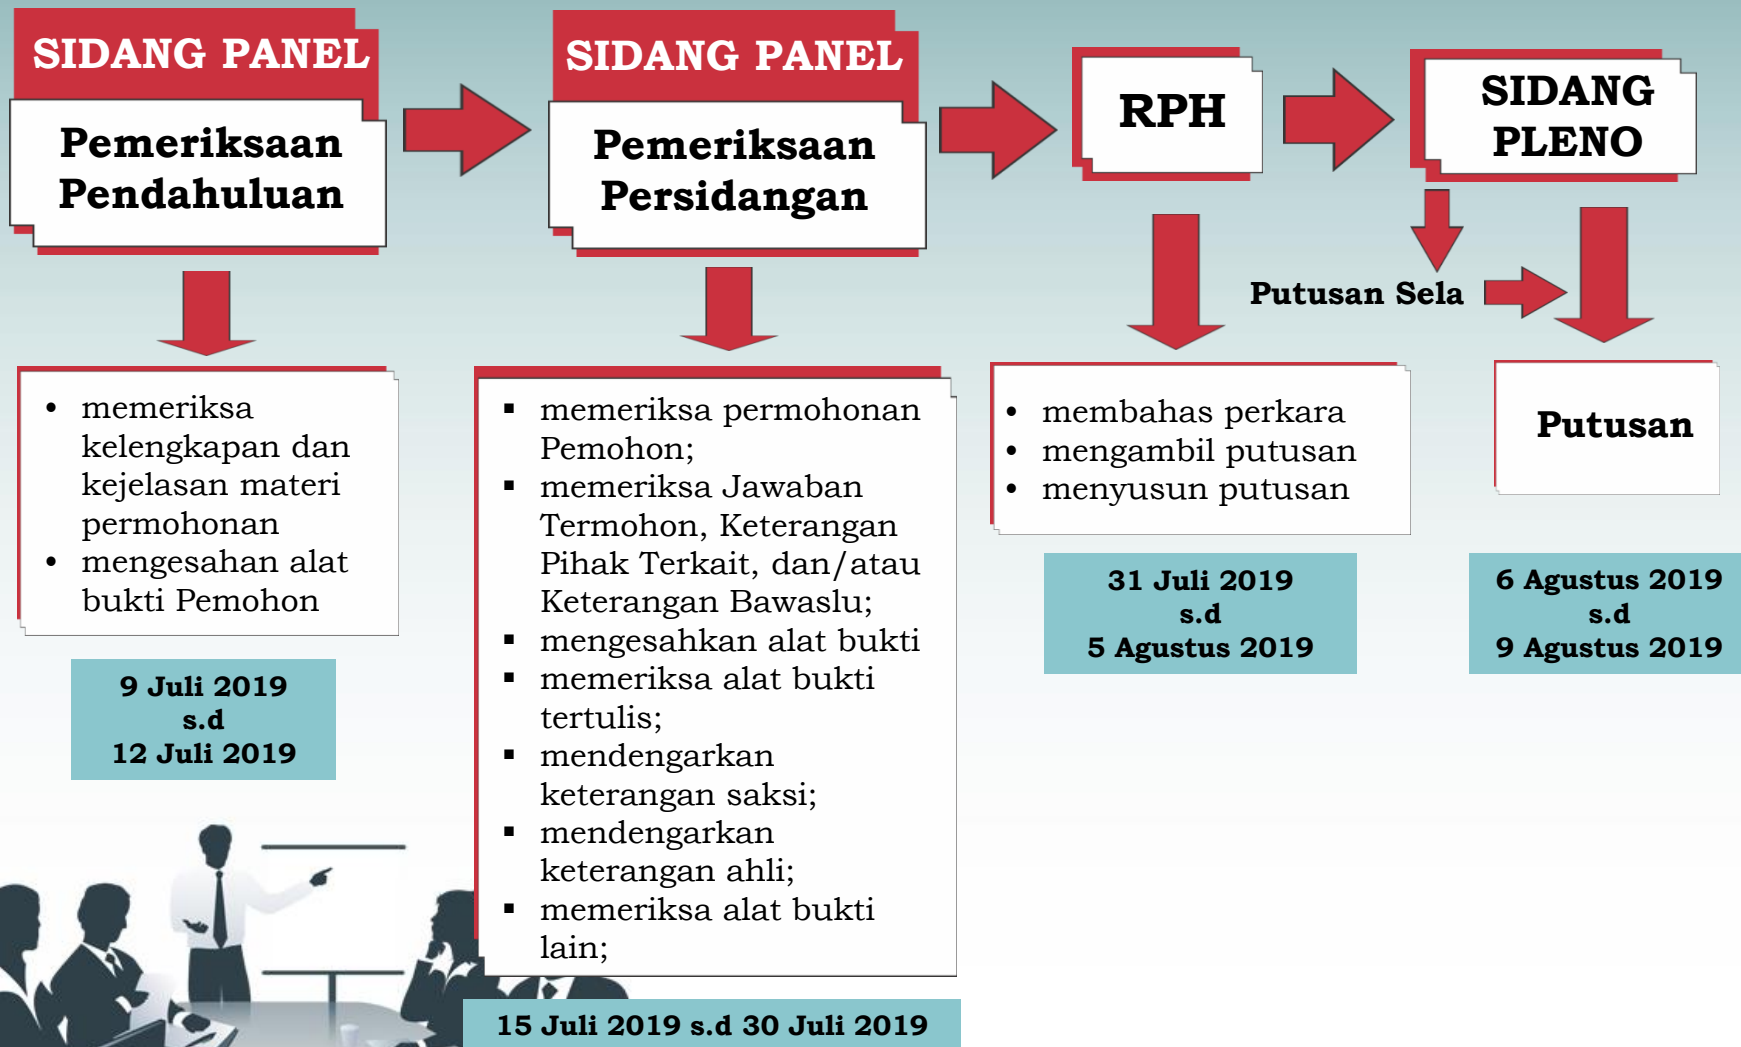 SIDANG PANEL
Pemeriksaan
Pendahuluan
SIDANG PANEL
Pemeriksaan
Persidangan
RPH
SIDANG
PLENO
Putusan Sela
• memeriksa
kelengkapan dan
kejelasan materi
permohonan
• mengesahan alat
bukti Pemohon
9 Juli 2019
s.d
12 Juli 2019
▪ memeriksa permohonan
Pemohon;
▪ memeriksa Jawaban
Termohon, Keterangan
Pihak Terkait, dan/atau
Keterangan Bawaslu;
▪ mengesahkan alat bukti
▪ memeriksa alat bukti
tertulis;
▪ mendengarkan
keterangan saksi;
▪ mendengarkan
keterangan ahli;
▪ memeriksa alat bukti
lain;
15 Juli 2019 s.d 30 Juli 2019
• membahas perkara
• mengambil putusan
• menyusun putusan
31 Juli 2019
s.d
5 Agustus 2019
Putusan
6 Agustus 2019
s.d
9 Agustus 2019